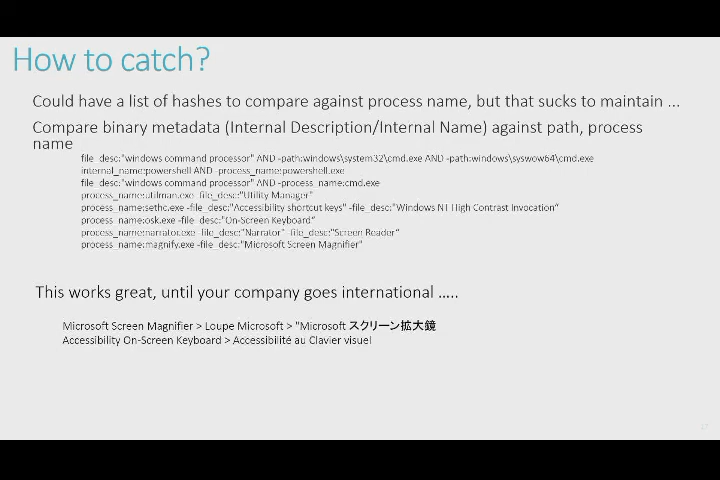 How to catch?
Could have a list of hashes to compare against process name, but that sucks to maintain ...
Compare binary metadata (Internal Description/Internal Name) against path, process
name
file_desc:"windows command processor" AND -path:windows\system32\cmd.exe AND -path:windows\syswow64\cmd.exe
internal_name:powershell AND -process_name:powershell.exe
file_desc:"windows command processor" AND -process_name:cmd.exe
process_name:utilman.exe -file_desc:"Utility Manager"
process_name:sethc.exe -file_desc:"Accessibility shortcut keys" -file_desc:"Windows NT High Contrast Invocation"
process_name:osk.exe -file_desc:"On-Screen Keyboard"
process_name:narrator.exe -file_desc:"Narrator" -file_desc:"Screen Reader"
process_name:magnify.exe -file_desc:"Microsoft Screen Magnifier"
This works great, until your company goes international .....
Microsoft Screen Magnifier > Loupe Microsoft > "Microsoft スクリーン拡大鏡
Accessibility On-Screen Keyboard > Accessibilité au Clavier visuel